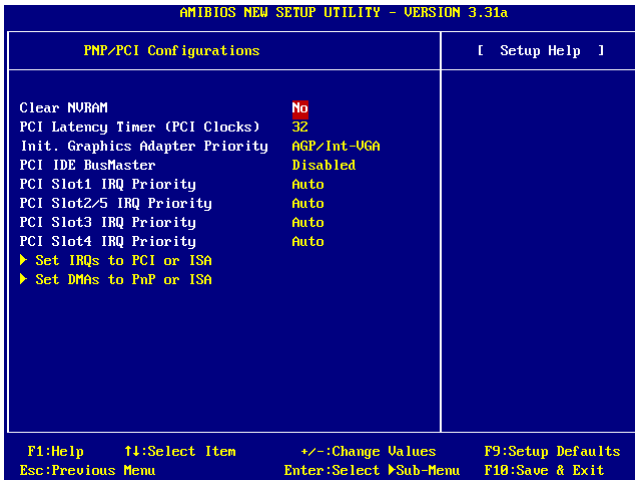 AMIBIOS NEW SETUP UTILITY - VERSION 3.31a
PNP/PCI Configurations
[ Setup Help ]
Clear NVRAM No
PCI Latency Timer (PCI Clocks) 32
Init. Graphics Adapter Priority AGP/Int-VGA
PCI IDE BusMaster Disabled
PCI Slot1 IRQ Priority Auto
PCI Slot2/5 IRQ Priority Auto
PCI Slot3 IRQ Priority Auto
PCI Slot4 IRQ Priority Auto
▶ Set IRQs to PCI or ISA
▶ Set DMAs to PnP or ISA
F1:Help ↑↓:Select Item +/-:Change Values F9:Setup Defaults
Esc:Previous Menu Enter:Select ▶Sub-Menu F10:Save & Exit